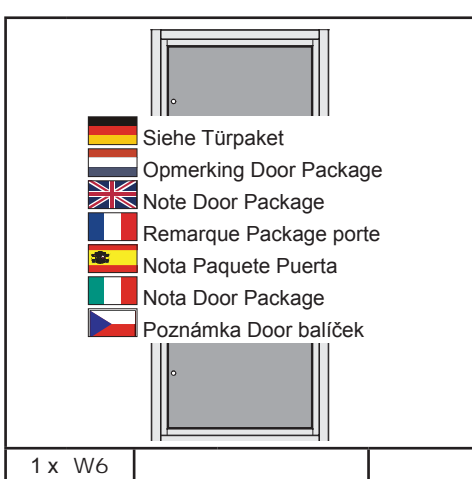 Siehe Türpaket
Opmerking Door Package
Note Door Package
Remarque Package porte
Nota Paquete Puerta
Nota Door Package
Poznámka Door balíček
1 x W6